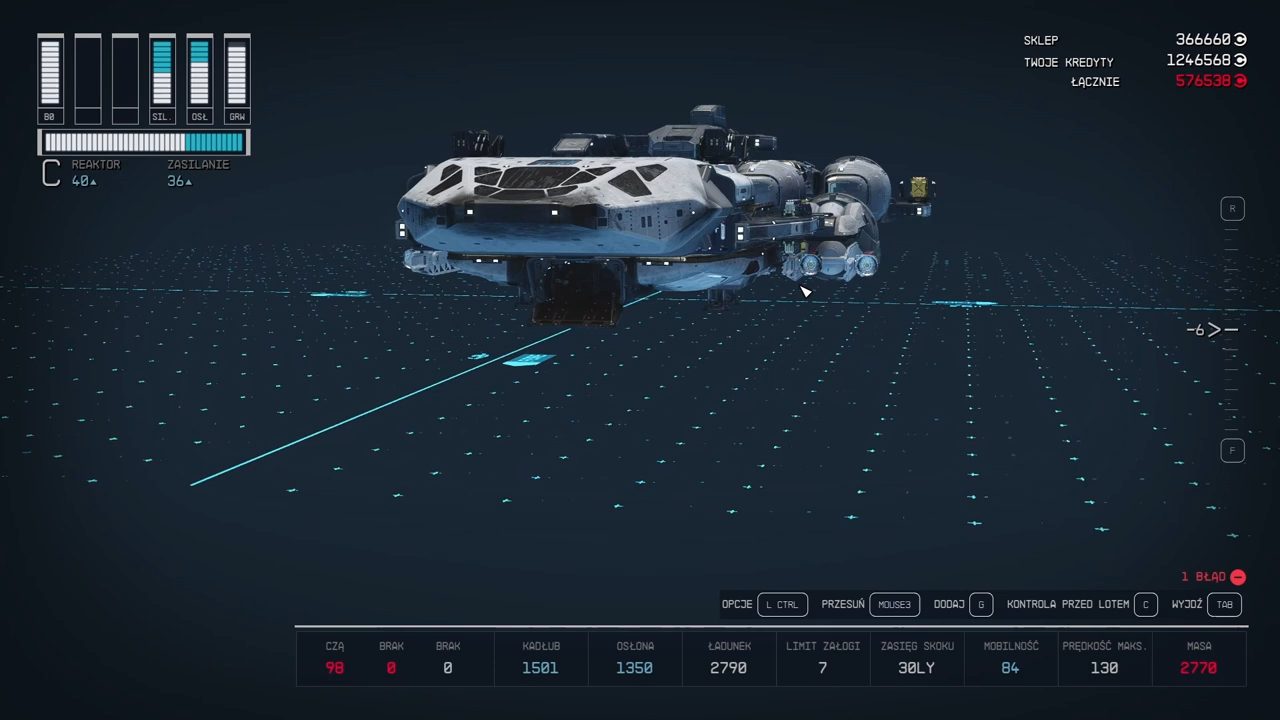 SKLEP 366660
TWOJE KREDYTY 1246568
ŁĄCZNIE 576538
B0 SIL. OSŁ GRW
C REAKTOR ZASILANIE
40 36
R
-6
F
1 BŁĄD
OPCJE L CTRL PRZESUŃ MOUSE3 DODAJ G KONTROLA PRZED LOTEM C WYJDŹ TAB
CZĄ BRAK BRAK KADŁUB OSŁONA ŁADUNEK LIMIT ZAŁOGI ZASIĘG SKOKU MOBILNOŚĆ PRĘDKOŚĆ MAKS. MASA
98 0 0 1501 1350 2790 7 30LY 84 130 2770